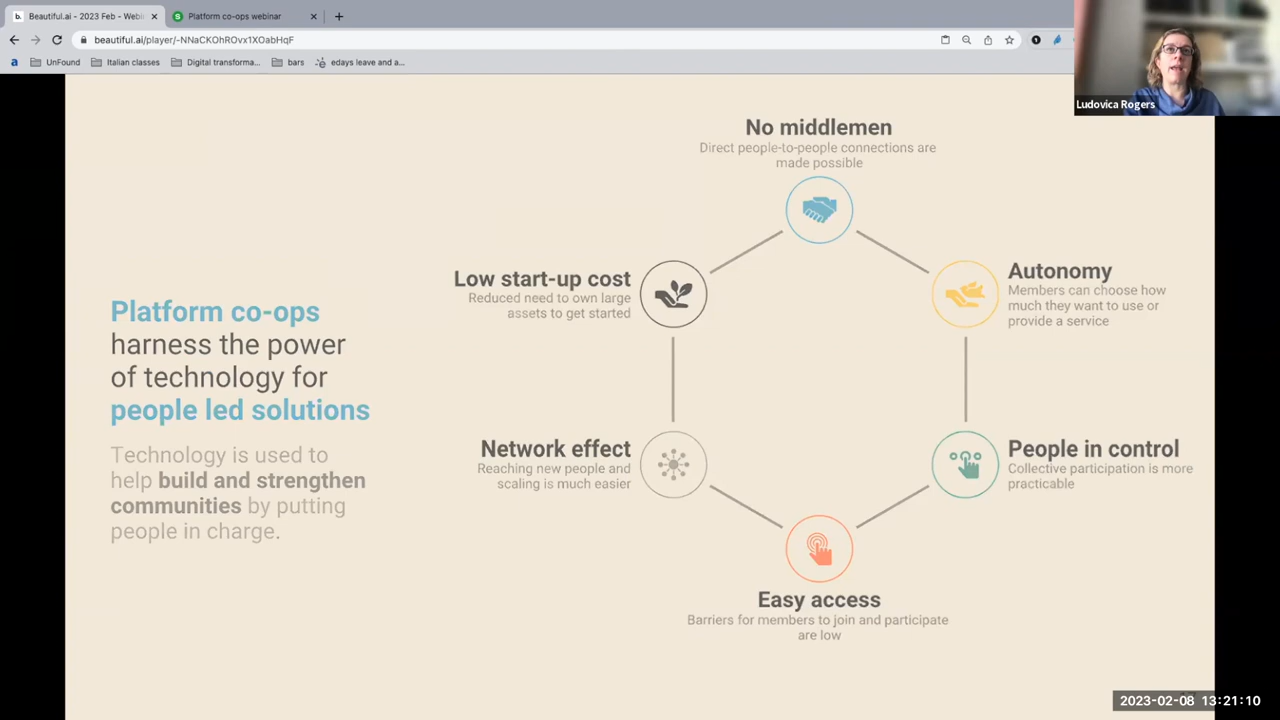 Beautiful.ai - 2023 Feb - Webi
Platform co-ops webinar
beautiful.ai/player/-NNaCKOhROvx1XOabHqF
UnFound
Italian classes
Digital transforma...
bars
edays leave and a...
Ludovica Rogers
No middlemen
Direct people-to-people connections are
made possible
Low start-up cost
Reduced need to own large
assets to get started
Autonomy
Members can choose how
much they want to use or
provide a service
Platform co-ops
harness the power
of technology for
people led solutions
Technology is used to
help build and strengthen
communities by putting
people in charge.
Network effect
Reaching new people and
scaling is much easier
People in control
Collective participation is more
practicable
Easy access
Barriers for members to join and participate
are low
2023-02-08 13:21:10